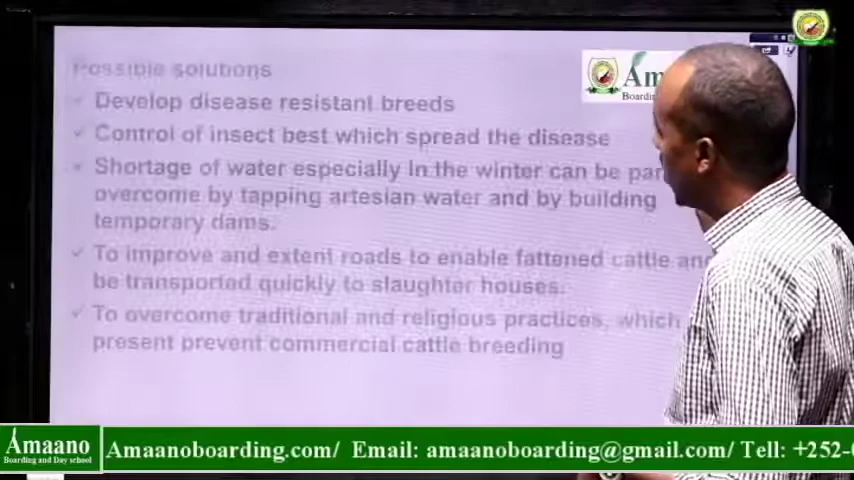 Possible solutions
Develop disease resistant breeds
Control of insect best which spread the disease
Shortage of water especially in the winter can be par
overcome by tapping artesian water and by building
temporary dams.
To improve and extent roads to enable fattened cattle and
be transported quickly to slaughter houses.
To overcome traditional and religious practices, which
present prevent commercial cattle breeding
Am
Boarding
Amaano
Boarding and Day school
Amaanoboarding.com/ Email: amaanoboarding@gmail.com/ Tell: +252-